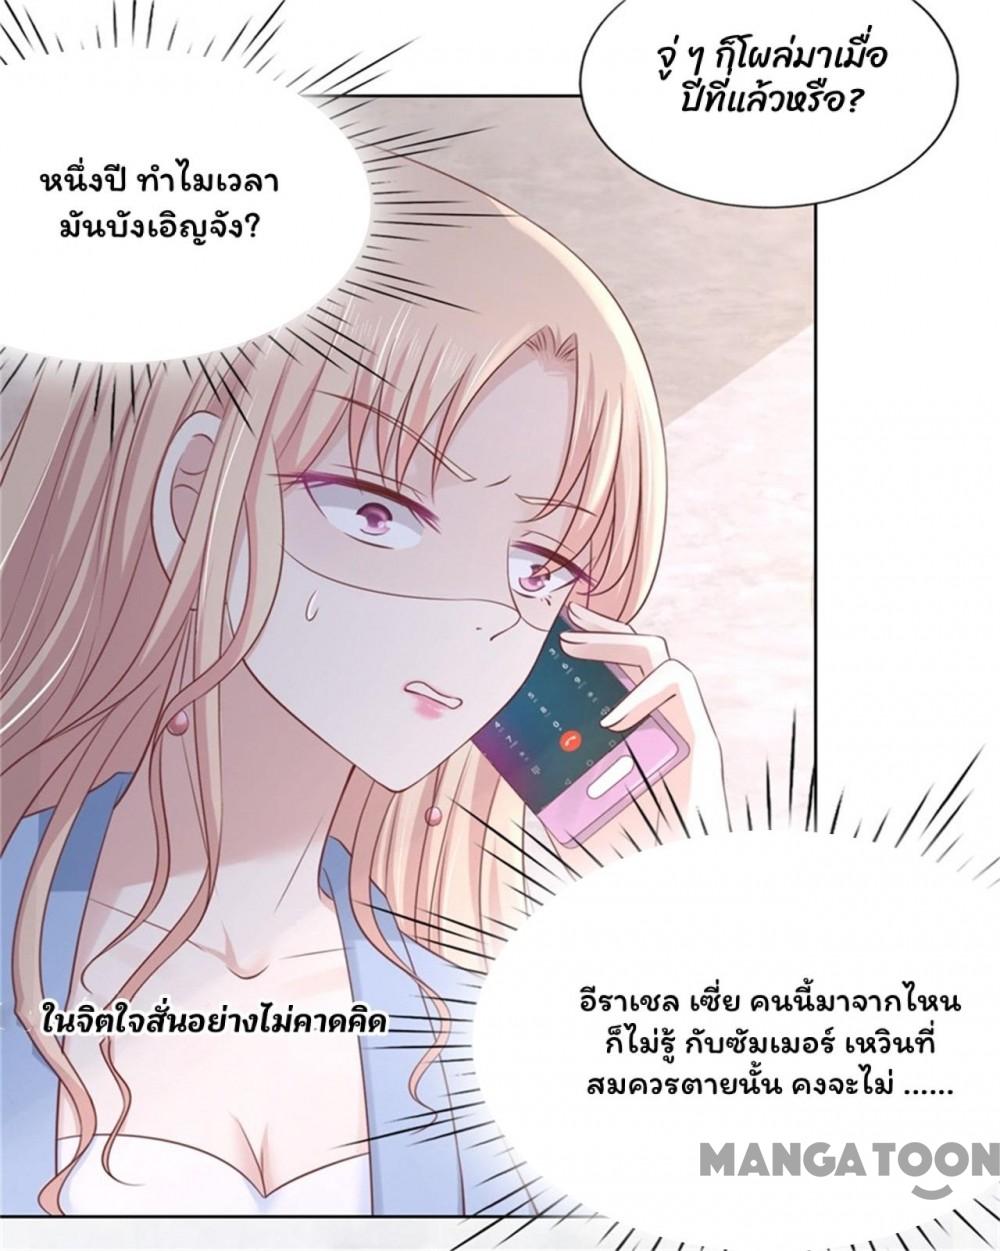 จู่ ๆ ก็โผล่มาเมื่อ
ปีที่แล้วหรือ?
หนึ่งปี ทำไมเวลา
มันบังเอิญจัง?
ในจิตใจสั่นอย่างไม่คาดคิด
อีราเชล เซี่ย คนนี้มาจากไหน
ก็ไม่รู้ กับซัมเมอร์ เหวินที่
สมควรตายนั้น คงจะไม่ ......
MANGATOON